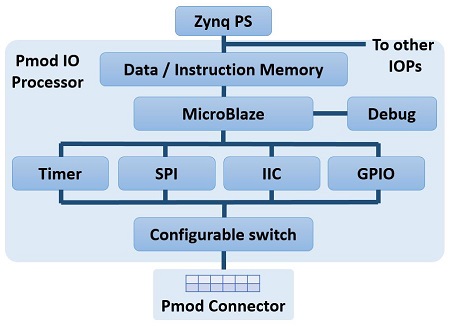 Zynq PS
To other
IOPs
Pmod IO
Processor
Data / Instruction Memory
MicroBlaze
Debug
Timer
SPI
IIC
GPIO
Configurable switch
Pmod Connector